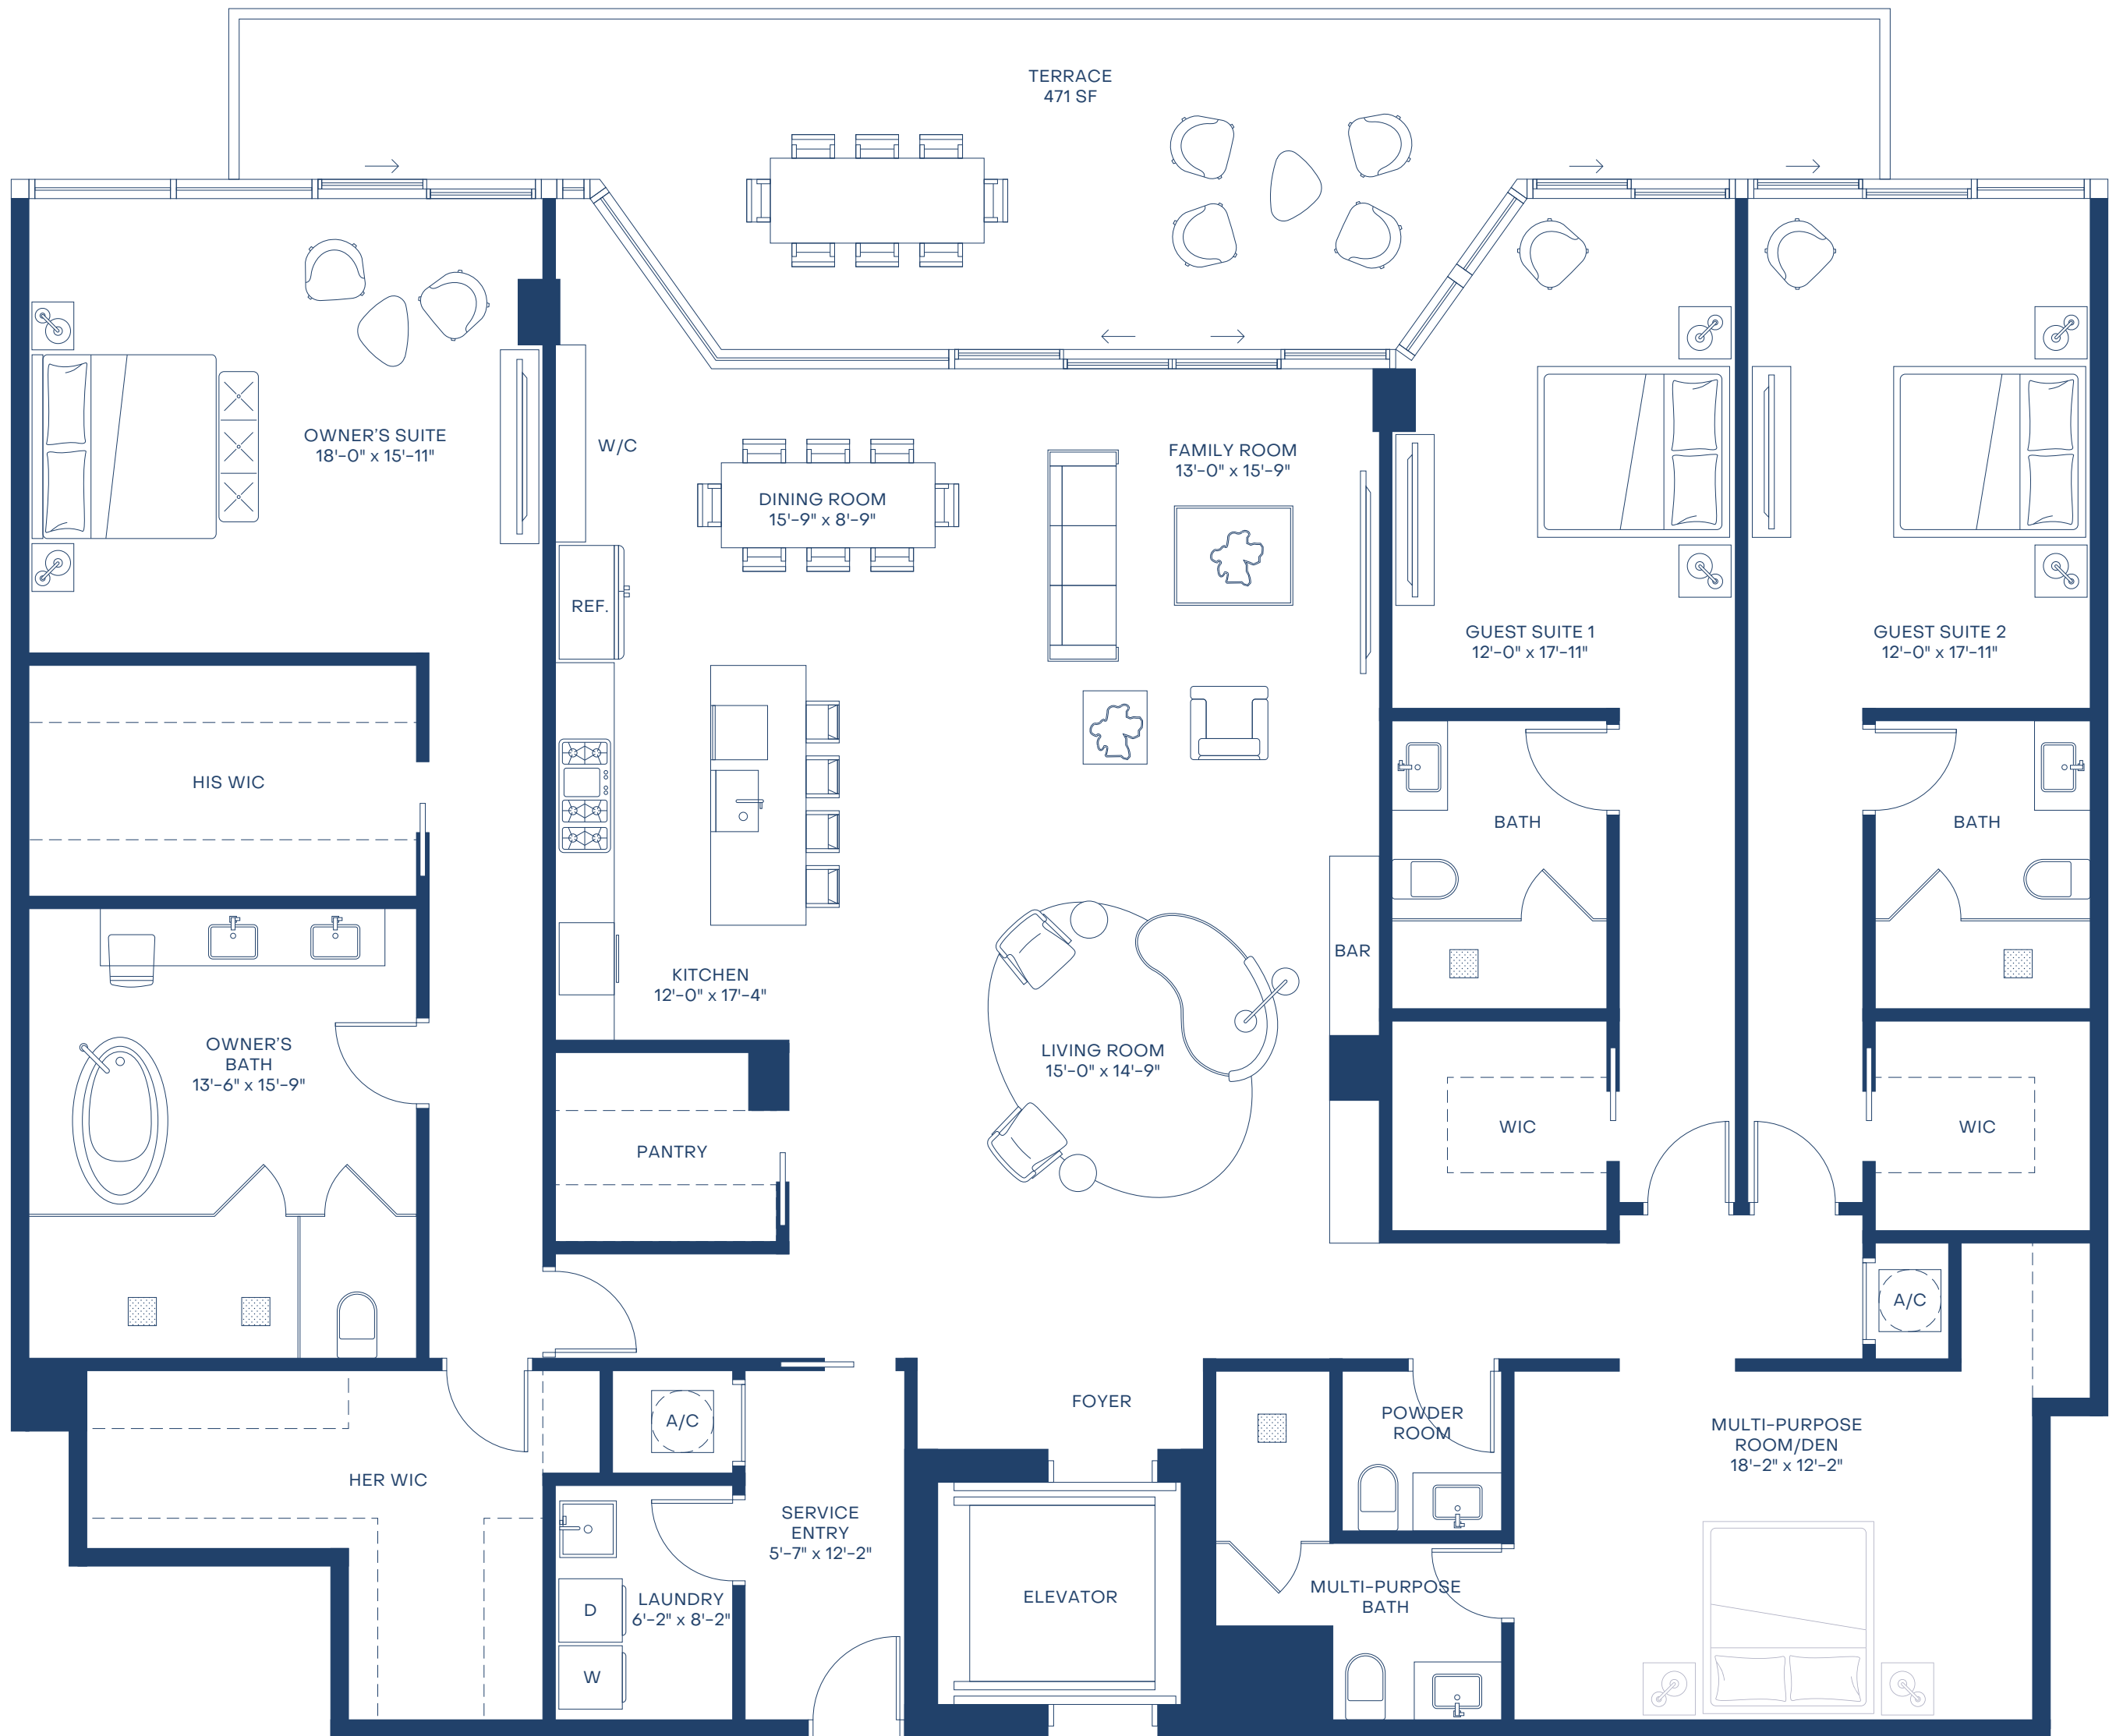 TERRACE
471 SF
OWNER'S SUITE
18'-0" x 15'-11"
W/C
DINING ROOM
15'-9" x 8'-9"
FAMILY ROOM
13'-0" x 15'-9"
REF.
GUEST SUITE 1
12'-0" x 17'-11"
GUEST SUITE 2
12'-0" x 17'-11"
HIS WIC
BATH
BATH
KITCHEN
12'-0" x 17'-4"
BAR
OWNER'S
BATH
13'-6" x 15'-9"
LIVING ROOM
15'-0" x 14'-9"
PANTRY
WIC
WIC
A/C
FOYER
A/C
POWDER
ROOM
MULTI-PURPOSE
ROOM/DEN
18'-2" x 12'-2"
HER WIC
SERVICE
ENTRY
5'-7" x 12'-2"
ELEVATOR
MULTI-PURPOSE
BATH
D
LAUNDRY
6'-2" x 8'-2"
W